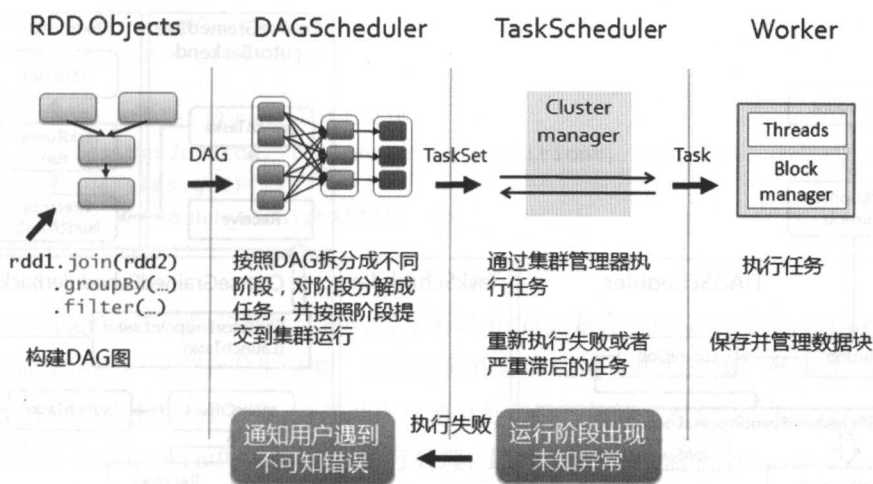 RDD Objects
DAGScheduler
TaskScheduler
Worker
DAG
TaskSet
Cluster
manager
Task
Threads
Block
manager
rdd1.join(rdd2)
.groupBy(…)
.filter(…)
构建DAG图
按照DAG拆分成不同
阶段，对阶段分解成
任务，并按照阶段提
交到集群运行
通过集群管理器执
行任务
重新执行失败或者
严重滞后的任务
执行任务
保存并管理数据块
通知用户遇到
不可知错误
执行失败
运行阶段出现
未知异常